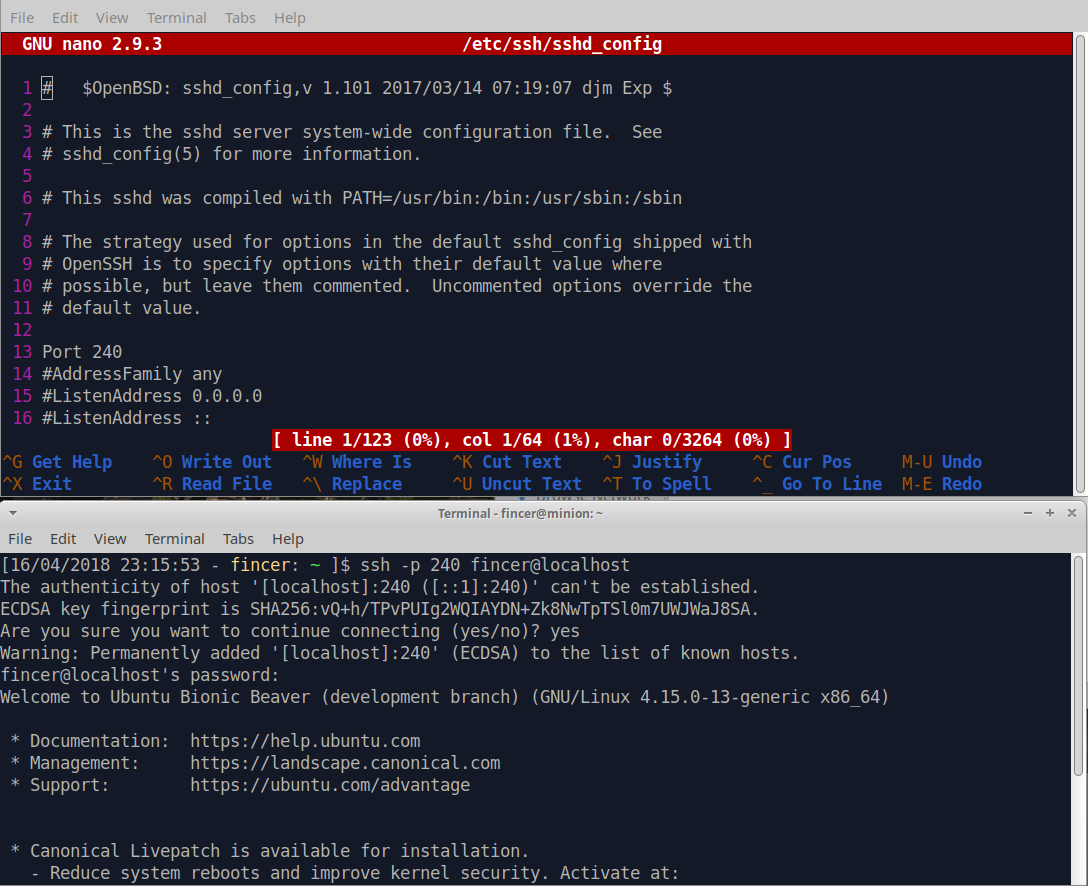 File Edit View Terminal Tabs Help
GNU nano 2.9.3 /etc/ssh/sshd_config
1 # $OpenBSD: sshd_config,v 1.101 2017/03/14 07:19:07 djm Exp $
2
3 # This is the sshd server system-wide configuration file.  See
4 # sshd_config(5) for more information.
5
6 # This sshd was compiled with PATH=/usr/bin:/bin:/usr/sbin:/sbin
7
8 # The strategy used for options in the default sshd_config shipped with
9 # OpenSSH is to specify options with their default value where
10 # possible, but leave them commented.  Uncommented options override the
11 # default value.
12
13 Port 240
14 #AddressFamily any
15 #ListenAddress 0.0.0.0
16 #ListenAddress ::
[ line 1/123 (0%), col 1/64 (1%), char 0/3264 (0%) ]
^G Get Help ^O Write Out ^W Where Is ^K Cut Text ^J Justify ^C Cur Pos M-U Undo
^X Exit ^R Read File ^\ Replace ^U Uncut Text ^T To Spell ^_ Go To Line M-E Redo
Terminal - fincer@minion: ~
File Edit View Terminal Tabs Help
[16/04/2018 23:15:53 - fincer: ~ ]$ ssh -p 240 fincer@localhost
The authenticity of host '[localhost]:240 ([::1]:240)' can't be established.
ECDSA key fingerprint is SHA256:vQ+h/TPvPUIg2WQIAYDN+Zk8NwTpTSl0m7UWJWaJ8SA.
Are you sure you want to continue connecting (yes/no)? yes
Warning: Permanently added '[localhost]:240' (ECDSA) to the list of known hosts.
fincer@localhost's password:
Welcome to Ubuntu Bionic Beaver (development branch) (GNU/Linux 4.15.0-13-generic x86_64)
* Documentation:  https://help.ubuntu.com
* Management:     https://landscape.canonical.com
* Support:        https://ubuntu.com/advantage
* Canonical Livepatch is available for installation.
- Reduce system reboots and improve kernel security. Activate at: